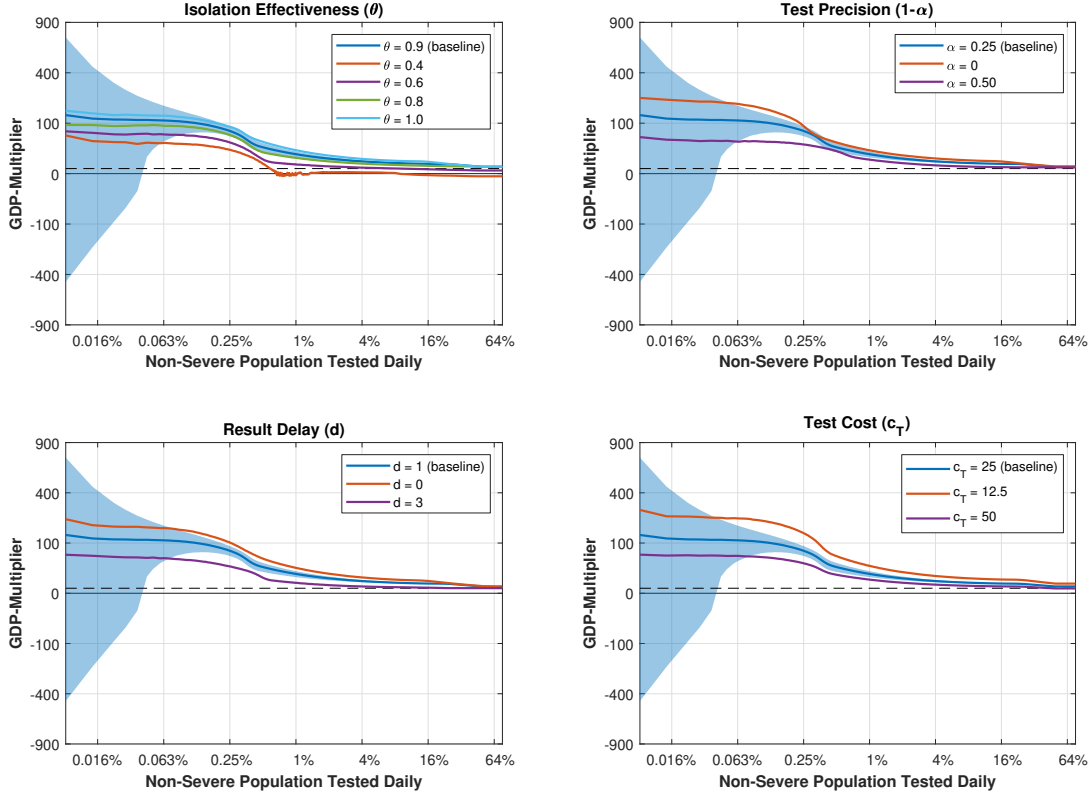 Isolation Effectiveness (θ)
GDP-Multiplier
900
400
100
0
-100
-400
-900
θ = 0.9 (baseline)
θ = 0.4
θ = 0.6
θ = 0.8
θ = 1.0
0.016% 0.063% 0.25% 1% 4% 16% 64%
Non-Severe Population Tested Daily
Test Precision (1-α)
GDP-Multiplier
900
400
100
0
-100
-400
-900
α = 0.25 (baseline)
α = 0
α = 0.50
0.016% 0.063% 0.25% 1% 4% 16% 64%
Non-Severe Population Tested Daily
Result Delay (d)
GDP-Multiplier
900
400
100
0
-100
-400
-900
d = 1 (baseline)
d = 0
d = 3
0.016% 0.063% 0.25% 1% 4% 16% 64%
Non-Severe Population Tested Daily
Test Cost (c_T)
GDP-Multiplier
900
400
100
0
-100
-400
-900
c_T = 25 (baseline)
c_T = 12.5
c_T = 50
0.016% 0.063% 0.25% 1% 4% 16% 64%
Non-Severe Population Tested Daily